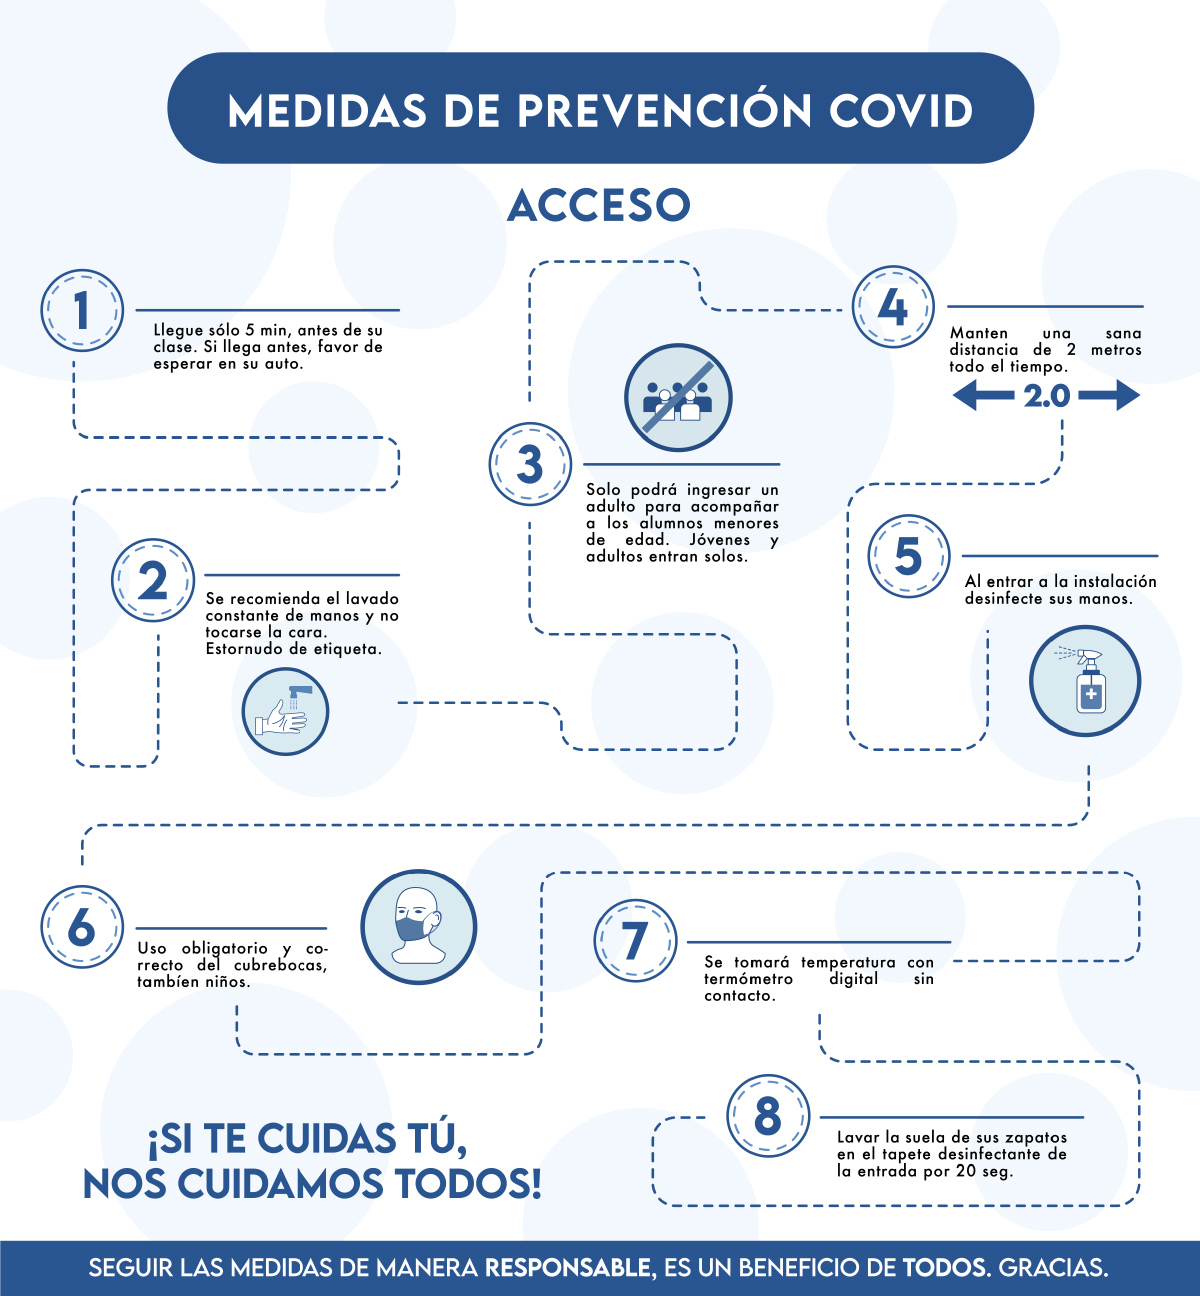 MEDIDAS DE PREVENCIÓN COVID
ACCESO
1
Llegue sólo 5 min, antes de su
clase. Si llega antes, favor de
esperar en su auto.
2
Se recomienda el lavado
constante de manos y no
tocarse la cara.
Estornudo de etiqueta.
3
Solo podrá ingresar un
adulto para acompañar
a los alumnos menores
de edad. Jóvenes y
adultos entran solos.
4
Manten una sana
distancia de 2 metros
todo el tiempo.
2.0
5
Al entrar a la instalación
desinfecte sus manos.
6
Uso obligatorio y co-
rrecto del cubrebocas,
tambíen niños.
7
Se tomará temperatura con
termómetro digital sin
contacto.
8
Lavar la suela de sus zapatos
en el tapete desinfectante de
la entrada por 20 seg.
¡SI TE CUIDAS TÚ,
NOS CUIDAMOS TODOS!
SEGUIR LAS MEDIDAS DE MANERA RESPONSABLE, ES UN BENEFICIO DE TODOS. GRACIAS.